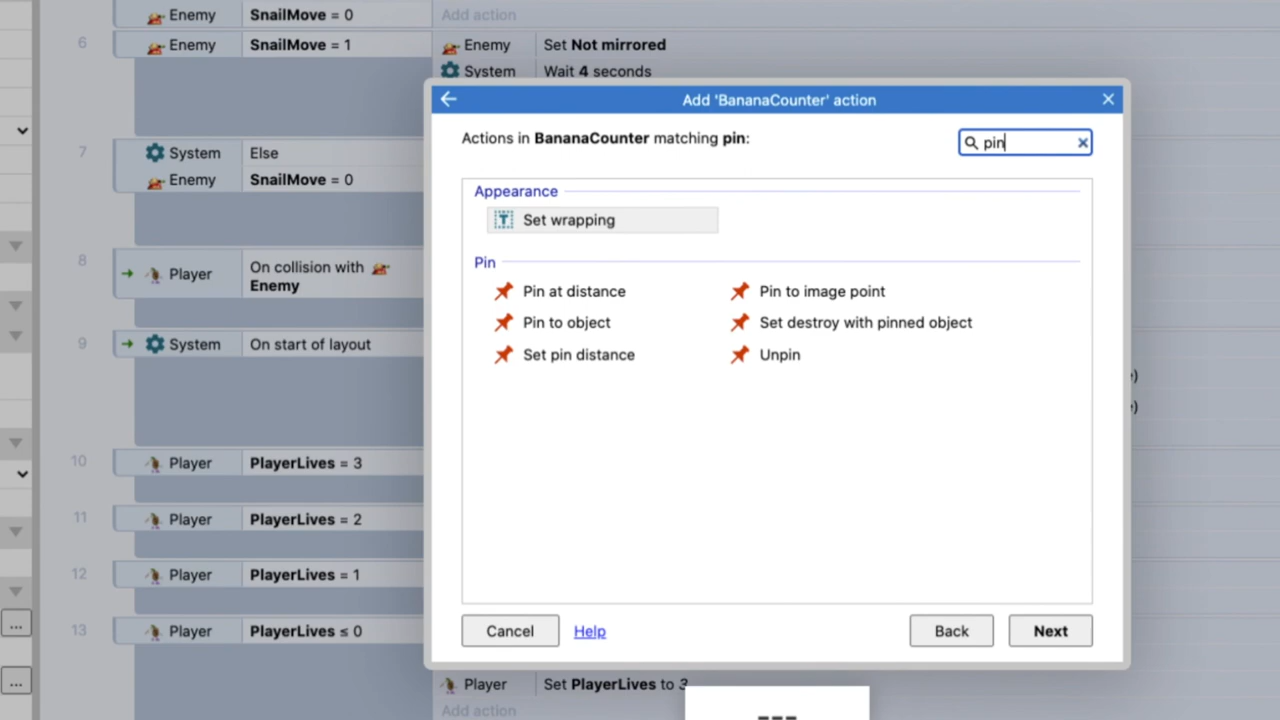 Enemy SnailMove = 0 Add action
6 Enemy SnailMove = 1 Enemy Set Not mirrored
System Wait 4 seconds
Add 'BananaCounter' action
Actions in BananaCounter matching pin: pin
7 System Else
Enemy SnailMove = 0
Appearance
Set wrapping
Pin
8 Player On collision with
Enemy
Pin at distance Pin to image point
Pin to object Set destroy with pinned object
Set pin distance Unpin
9 System On start of layout
)
)
10 Player PlayerLives = 3
11 Player PlayerLives = 2
12 Player PlayerLives = 1
13 Player PlayerLives ≤ 0
Cancel Help Back Next
... 
...
Player Set PlayerLives to 3
Add action